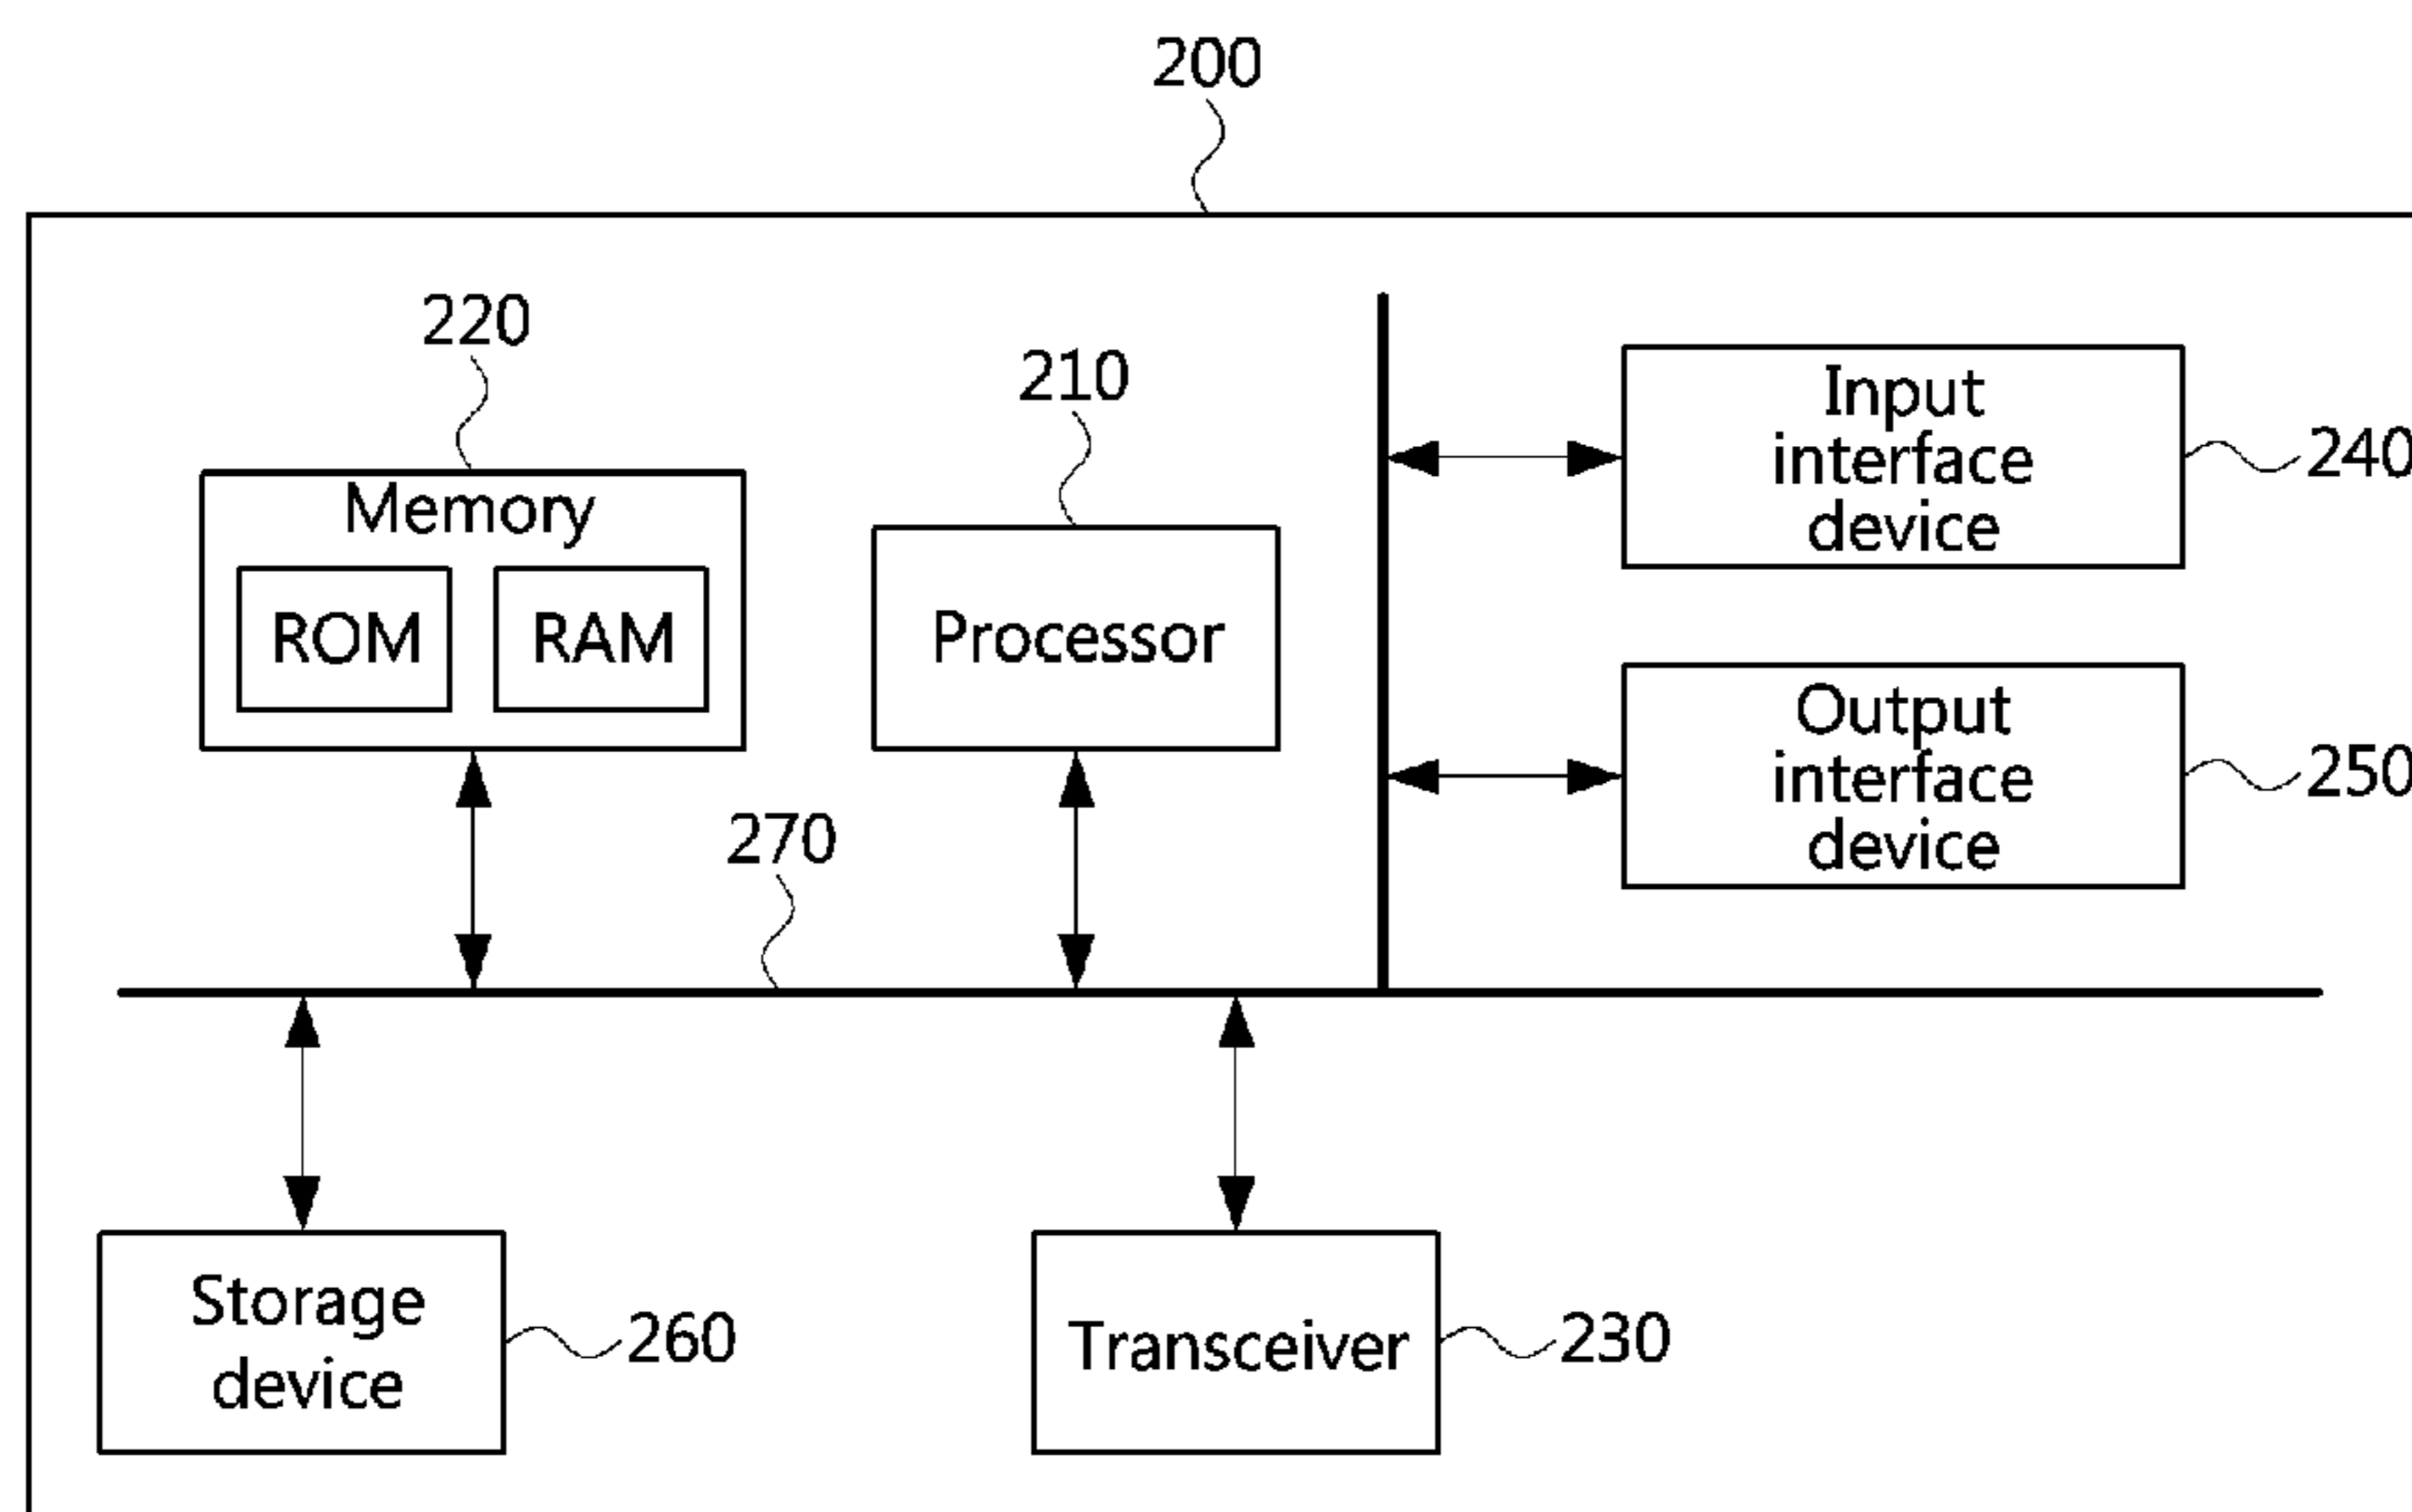 200
220
210
Memory
ROM
RAM
Processor
Input
interface
device
240
Output
interface
device
250
270
Storage
device
260
Transceiver
230